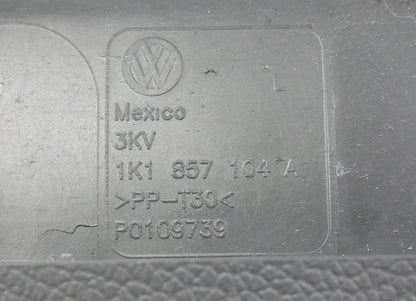 L
Mexico
3KV
1K1 857 104 A
>PP-T30<
P0109739